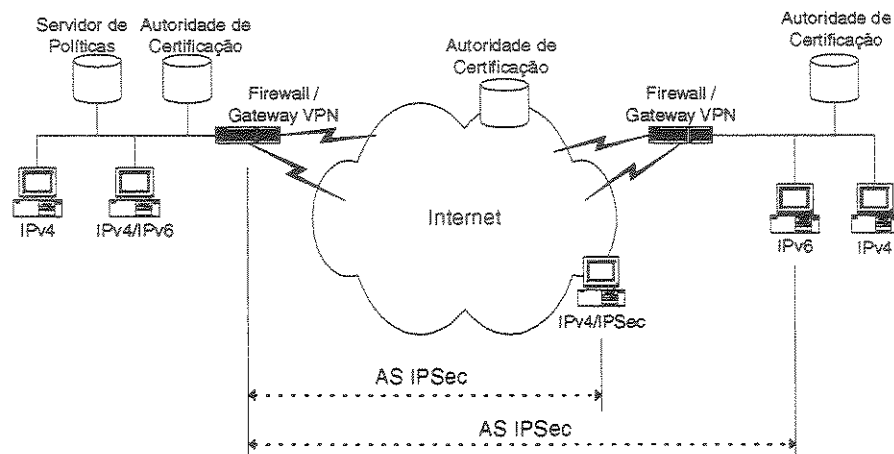 Servidor de
Políticas
Autoridade de
Certificação
Firewall /
Gateway VPN
Autoridade de
Certificação
Firewall /
Gateway VPN
Autoridade de
Certificação
IPv4
IPv4/IPv6
Internet
IPv4/IPSec
IPv6
IPv4
AS IPSec
AS IPSec